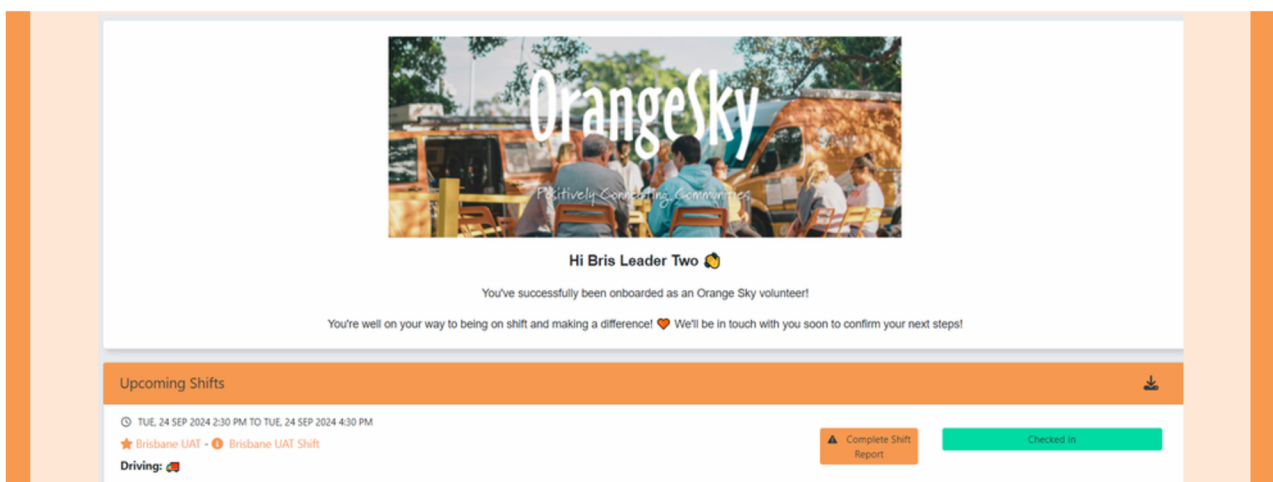 OrangeSky
Positively Connecting Communities
Hi Bris Leader Two 👏
You've successfully been onboarded as an Orange Sky volunteer!
You're well on your way to being on shift and making a difference! 🧡 We'll be in touch with you soon to confirm your next steps!
Upcoming Shifts
TUE, 24 SEP 2024 2:30 PM TO TUE, 24 SEP 2024 4:30 PM
Brisbane UAT - Brisbane UAT Shift
Complete Shift
Report
Checked In
Driving: 🚚